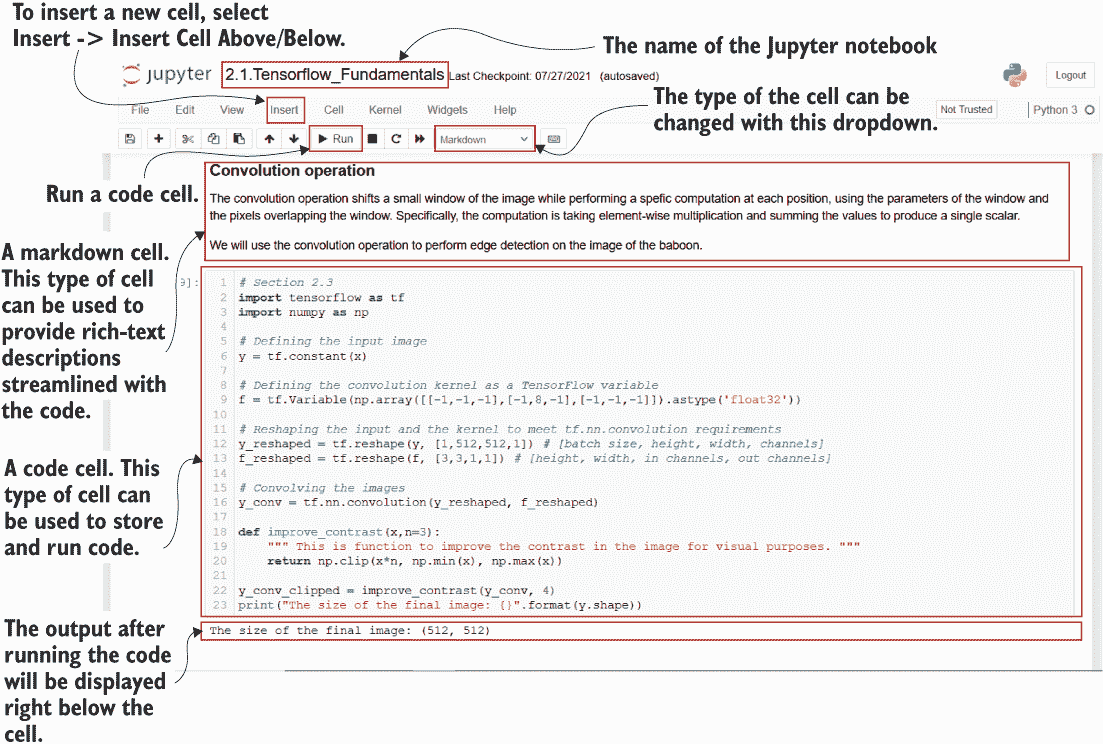 To insert a new cell, select
Insert -> Insert Cell Above/Below.
The name of the Jupyter notebook
jupyter 2.1.Tensorflow_Fundamentals Last Checkpoint: 07/27/2021 (autosaved)
Logout
The type of the cell can be
changed with this dropdown.
File Edit View Insert Cell Kernel Widgets Help
Not Trusted
Python 3
Run
Markdown
Run a code cell.
Convolution operation
The convolution operation shifts a small window of the image while performing a spefic computation at each position, using the parameters of the window and
the pixels overlapping the window. Specifically, the computation is taking element-wise multiplication and summing the values to produce a single scalar.
We will use the convolution operation to perform edge detection on the image of the baboon.
A markdown cell.
This type of cell
can be used to
provide rich-text
descriptions
streamlined with
the code.
9]:
1 # Section 2.3
2 import tensorflow as tf
3 import numpy as np
4
5 # Defining the input image
6 y = tf.constant(x)
7
8 # Defining the convolution kernel as a TensorFlow variable
9 f = tf.Variable(np.array([[-1,-1,-1],[-1,8,-1],[-1,-1,-1]]).astype('float32'))
10
11 # Reshaping the input and the kernel to meet tf.nn.convolution requirements
12 y_reshaped = tf.reshape(y, [1,512,512,1]) # [batch size, height, width, channels]
13 f_reshaped = tf.reshape(f, [3,3,1,1]) # [height, width, in channels, out channels]
14
15 # Convolving the images
16 y_conv = tf.nn.convolution(y_reshaped, f_reshaped)
17
18 def improve_contrast(x,n=3):
19 """ This is function to improve the contrast in the image for visual purposes. """
20 return np.clip(x*n, np.min(x), np.max(x))
21
22 y_conv_clipped = improve_contrast(y_conv, 4)
23 print("The size of the final image: {}".format(y.shape))
A code cell. This
type of cell can
be used to store
and run code.
The size of the final image: (512, 512)
The output after
running the code
will be displayed
right below the
cell.